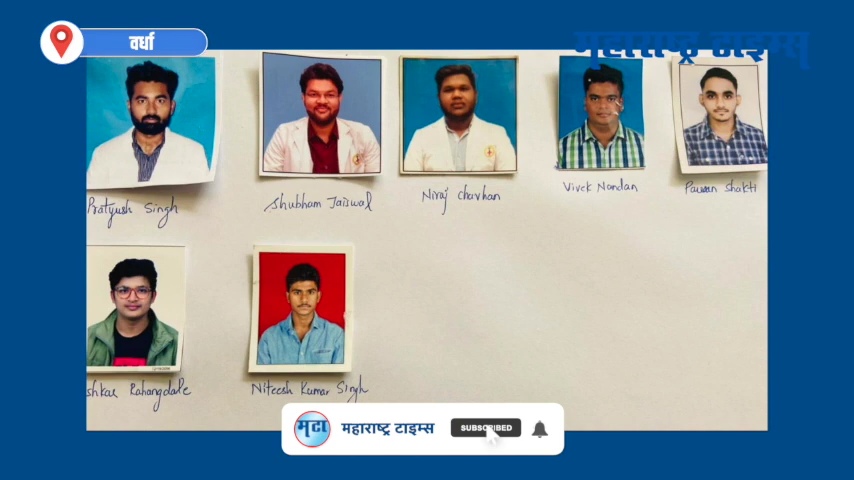 वर्धा
महाराष्ट्र टाइम्स
Pratyush Singh
Shubham Jaiswal
Niraj Chavhan
Vivek Nandan
Pawan Shakti
shkar Rahangdale
Niteesh Kumar Singh
मटा महाराष्ट्र टाइम्स SUBSCRIBED